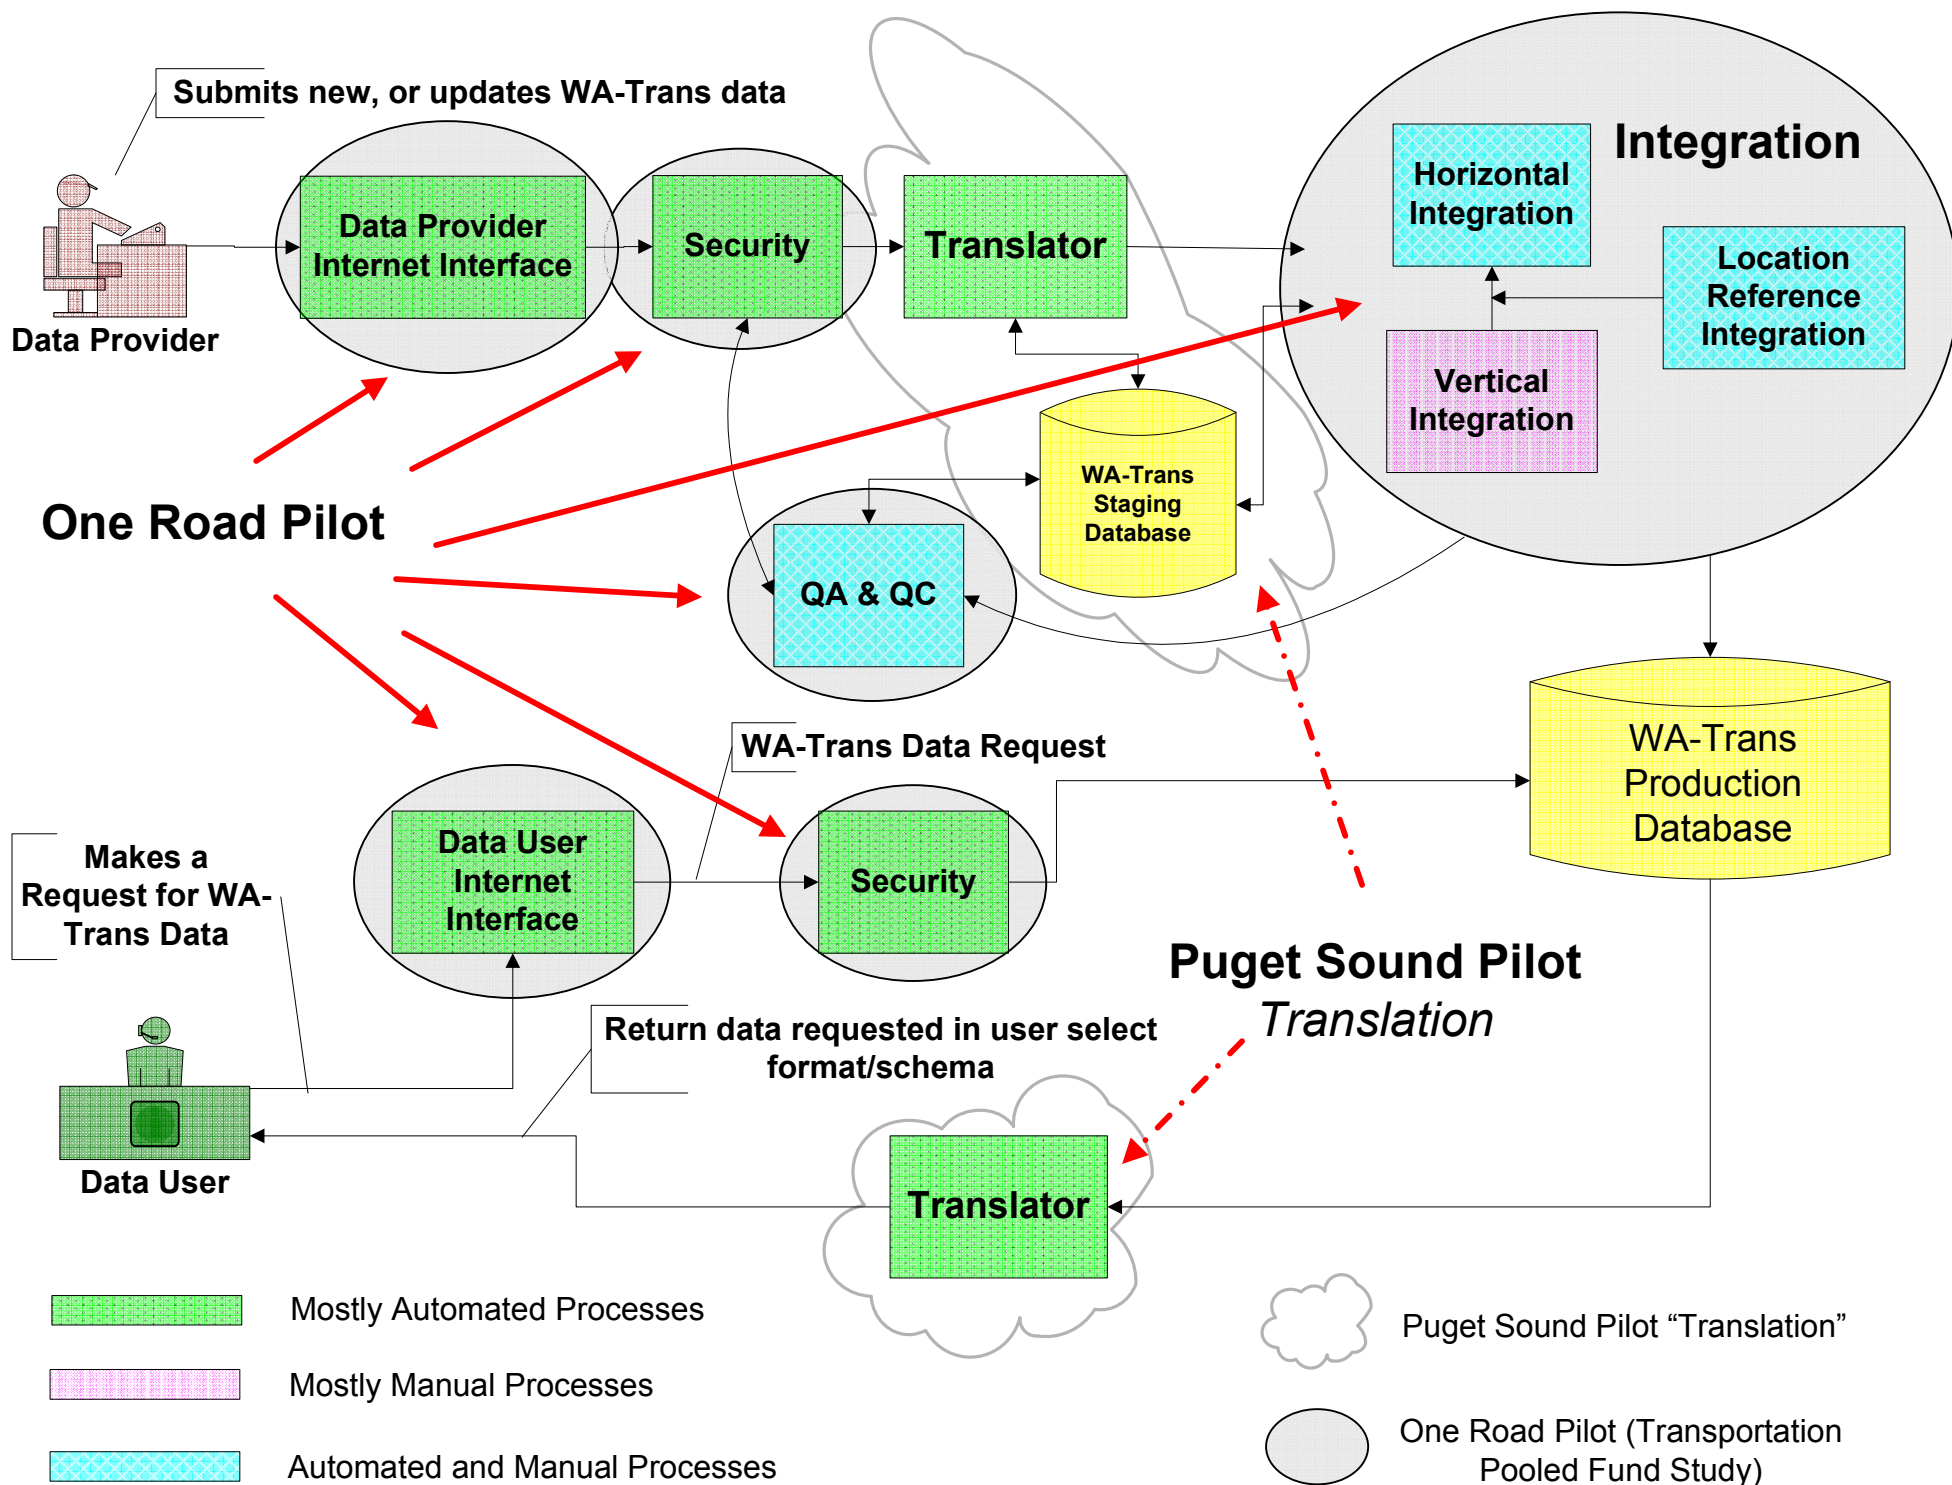 Submits new, or updates WA-Trans data
Data Provider
Internet Interface
Security
Translator
Integration
Horizontal
Integration
Location
Reference
Integration
Vertical
Integration
Data Provider
WA-Trans
Staging
Database
One Road Pilot
QA & QC
WA-Trans Data Request
WA-Trans
Production
Database
Makes a
Request for WA-
Trans Data
Data User
Internet
Interface
Security
Puget Sound Pilot
Translation
Return data requested in user select
format/schema
Data User
Translator
Mostly Automated Processes
Mostly Manual Processes
Automated and Manual Processes
Puget Sound Pilot “Translation”
One Road Pilot (Transportation
Pooled Fund Study)